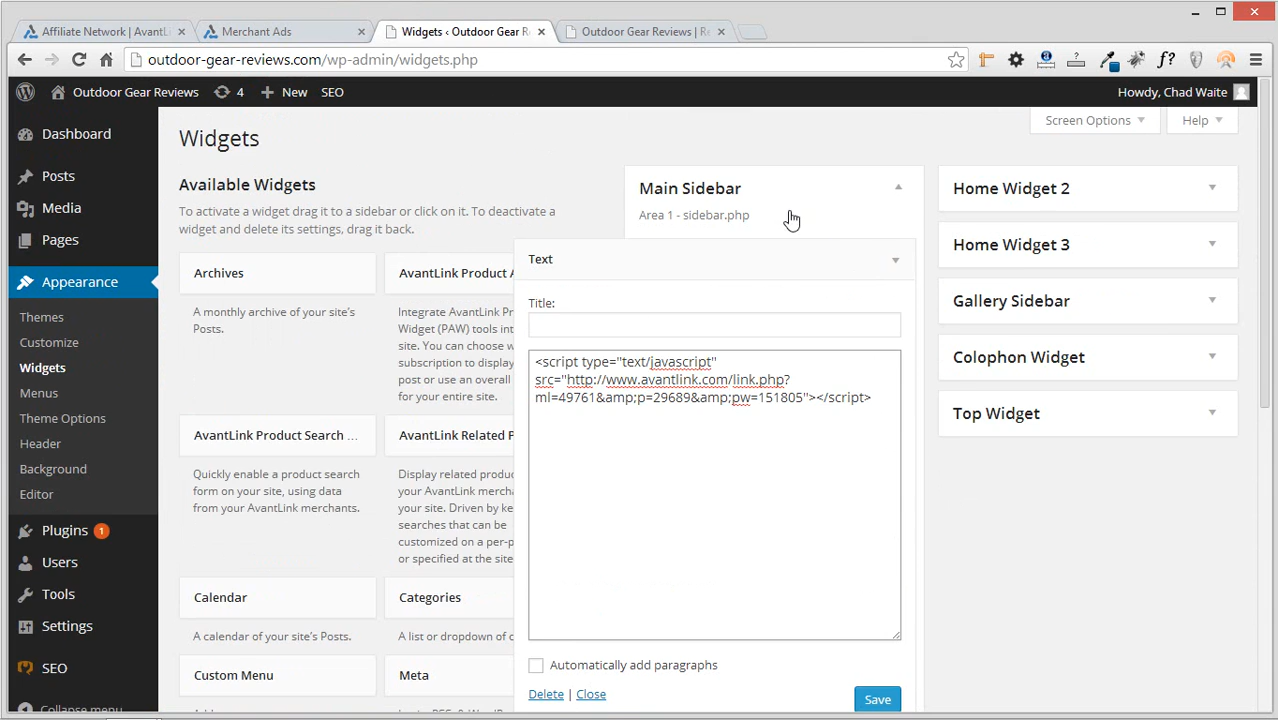 Affiliate Network | AvantL
Merchant Ads
Widgets ‹ Outdoor Gear R
Outdoor Gear Reviews | R
outdoor-gear-reviews.com/wp-admin/widgets.php
Outdoor Gear Reviews
4
New
SEO
Howdy, Chad Waite
Dashboard
Posts
Media
Pages
Appearance
Themes
Customize
Widgets
Menus
Theme Options
Header
Background
Editor
Plugins 1
Users
Tools
Settings
SEO
Collapse menu
Screen Options
Help
Widgets
Available Widgets
To activate a widget drag it to a sidebar or click on it. To deactivate a
widget and delete its settings, drag it back.
Archives
A monthly archive of your site's
Posts.
AvantLink Product A
Integrate AvantLink Pr
Widget (PAW) tools int
site. You can choose w
subscription to display
post or use an overall
for your entire site.
AvantLink Product Search ...
Quickly enable a product search
form on your site, using data
from your AvantLink merchants.
AvantLink Related P
Display related produc
your AvantLink mercha
your site. Driven by ke
searches that can be
customized on a per-p
or specified at the site
Calendar
A calendar of your site's Posts.
Categories
A list or dropdown of c
Custom Menu
Meta
Main Sidebar
Area 1 - sidebar.php
Text
Title:
<script type="text/javascript"
src="http://www.avantlink.com/link.php?
ml=49761&amp;p=29689&amp;pw=151805"></script>
Automatically add paragraphs
Delete | Close
Save
Home Widget 2
Home Widget 3
Gallery Sidebar
Colophon Widget
Top Widget